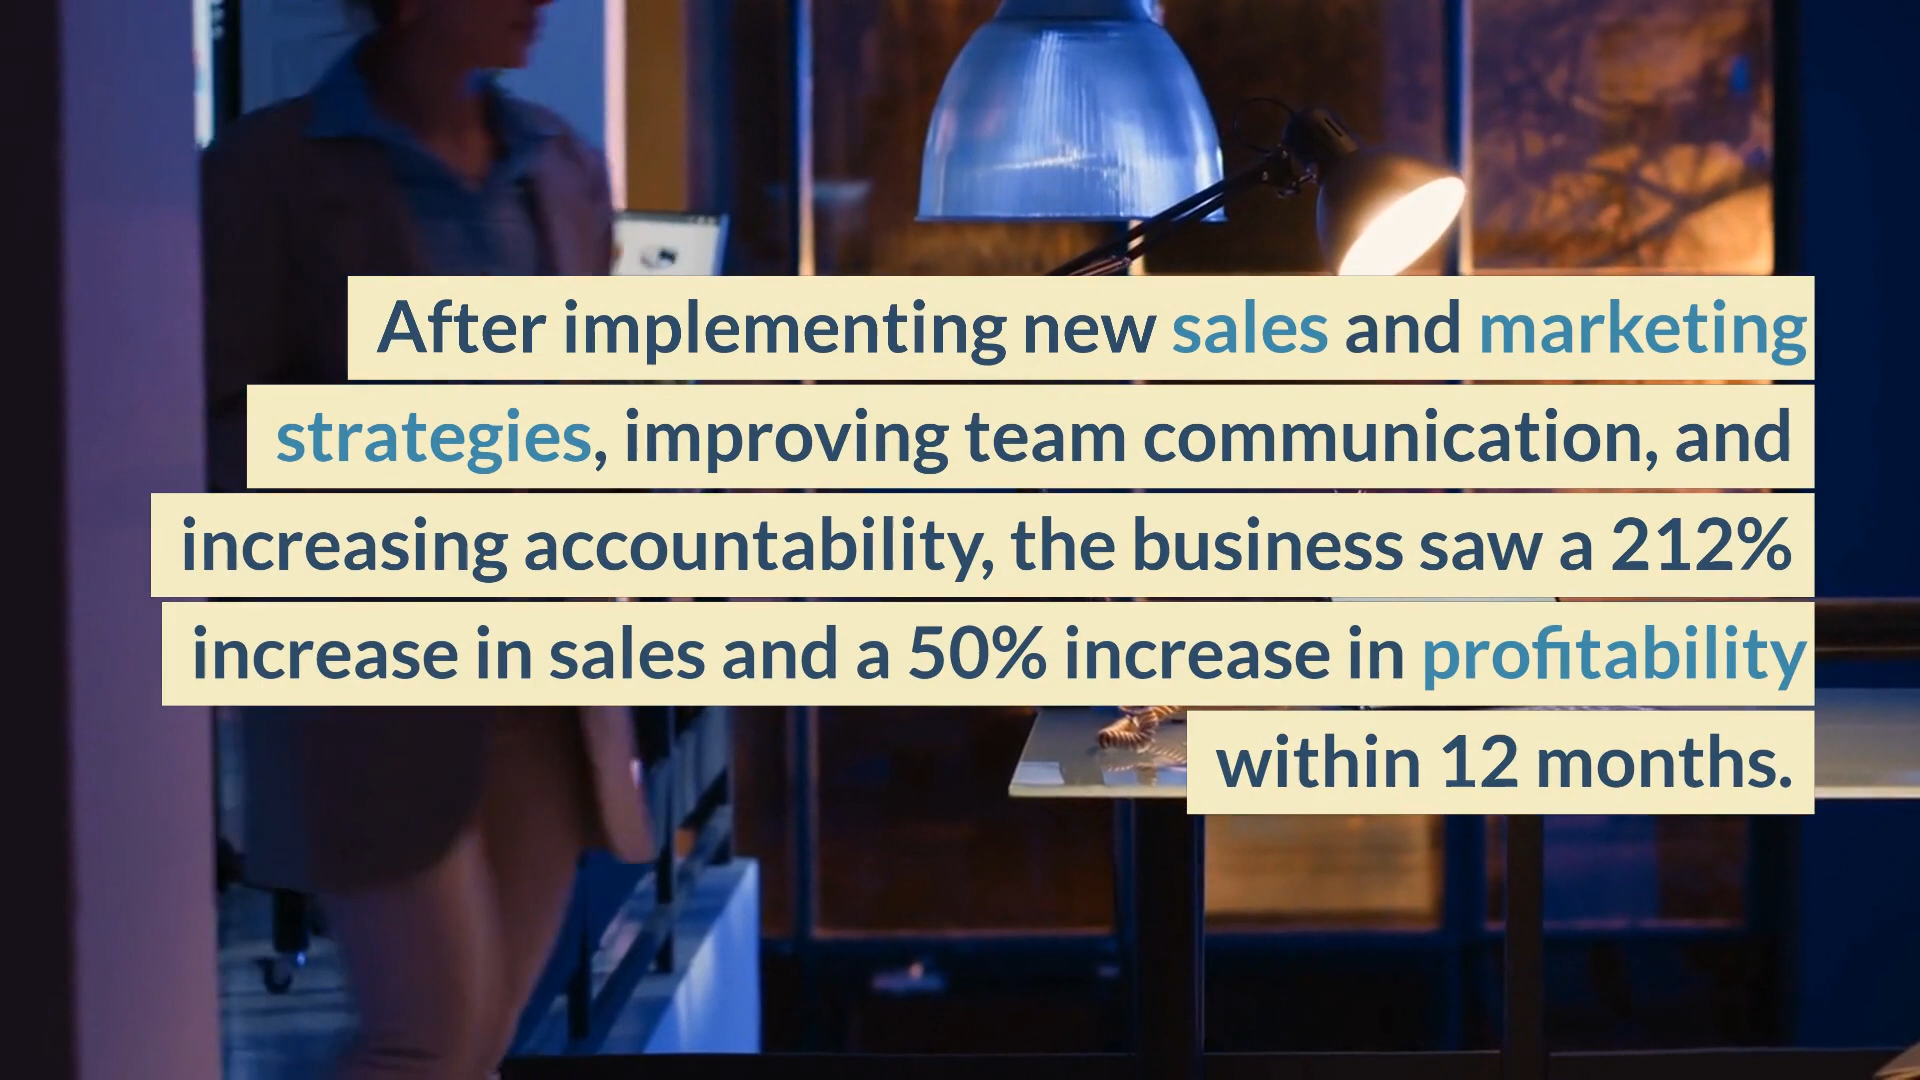 After implementing new sales and marketing
strategies, improving team communication, and
increasing accountability, the business saw a 212%
increase in sales and a 50% increase in profitability
within 12 months.